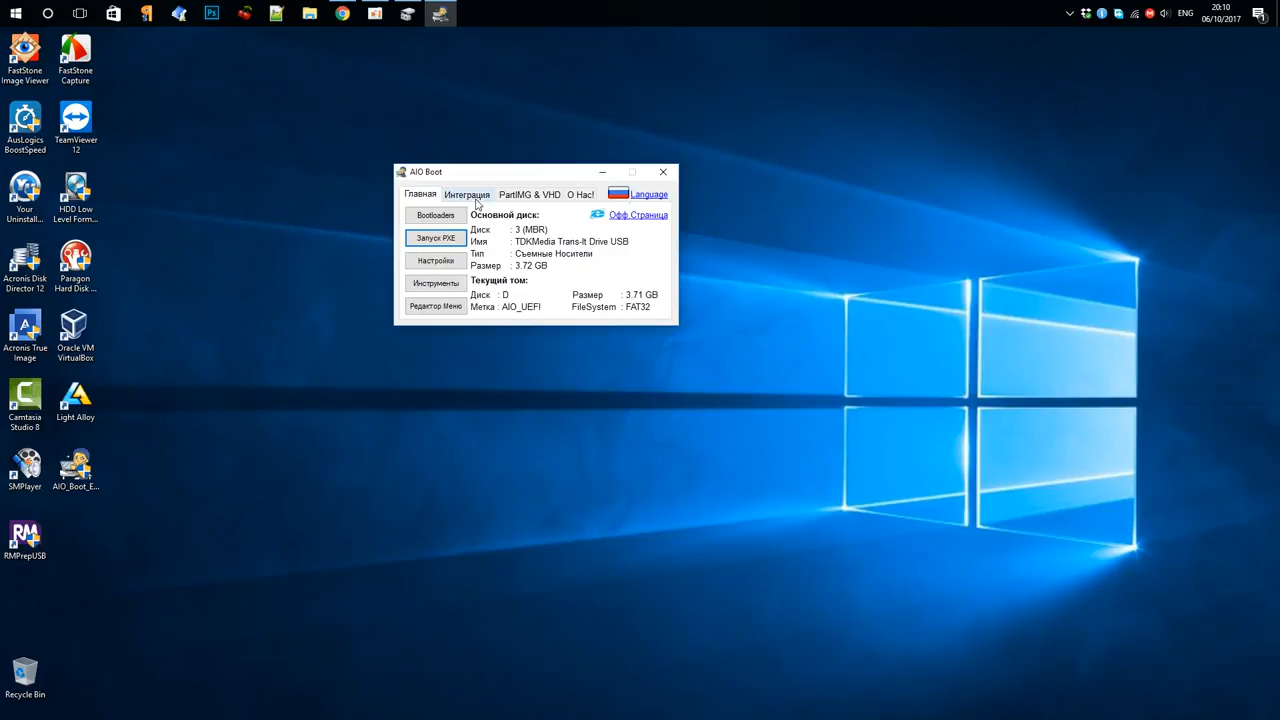 20:10
ENG
06/10/2017
1
Ps
FastStone
Image Viewer
FastStone
Capture
AusLogics
BoostSpeed
TeamViewer
12
Your
Uninstall...
HDD Low
Level Form...
Acronis Disk
Director 12
Paragon
Hard Disk ...
Acronis True
Image
Oracle VM
VirtualBox
Camtasia
Studio 8
Light Alloy
SMPlayer
AIO_Boot_E...
RM
RMPrepUSB
Recycle Bin
AIO Boot
Главная Интеграция PartIMG & VHD О Нас! Language
Bootloaders
Запуск PXE
Настройки
Инструменты
Редактор Меню
Основной диск: Офф.Страница
Диск : 3 (MBR)
Имя : TDKMedia Trans-It Drive USB
Тип : Съемные Носители
Размер : 3.72 GB
Текущий том:
Диск : D Размер : 3.71 GB
Метка : AIO_UEFI FileSystem : FAT32